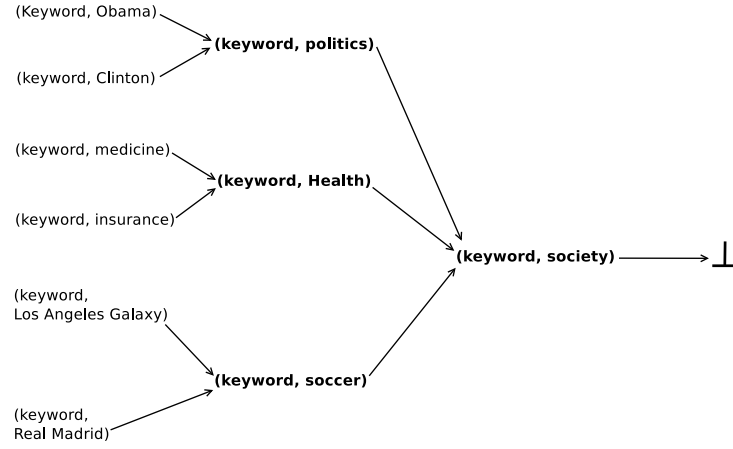 (Keyword, Obama)
(keyword, politics)
(keyword, Clinton)
(keyword, medicine)
(keyword, Health)
(keyword, insurance)
(keyword, society)
⊥
(keyword,
Los Angeles Galaxy)
(keyword, soccer)
(keyword,
Real Madrid)